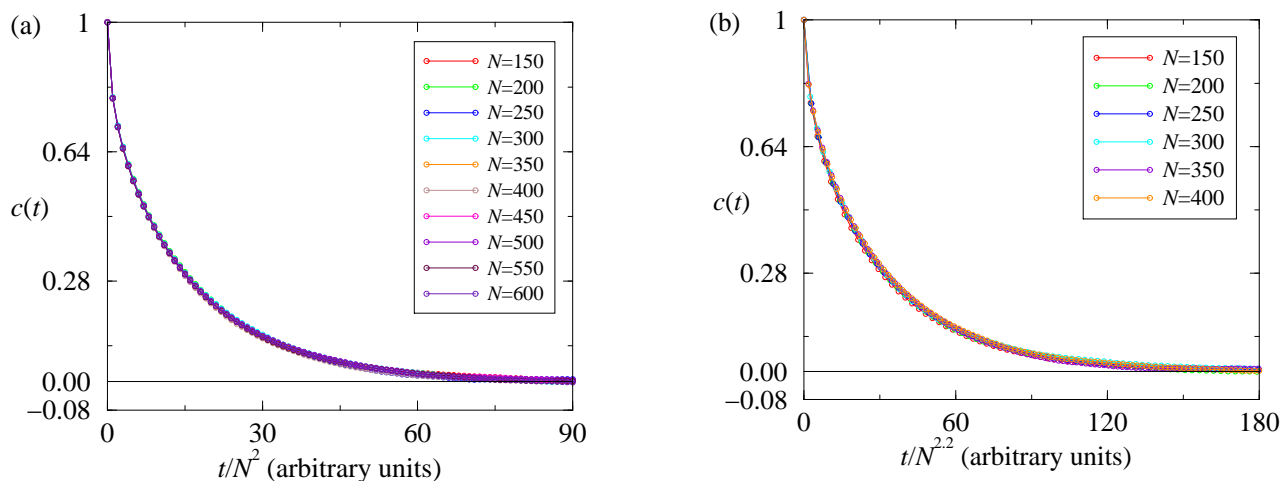 (a)
1
0.64
c(t)
0.28
0.00
−0.08
N=150
N=200
N=250
N=300
N=350
N=400
N=450
N=500
N=550
N=600
0 30 60 90
t/N² (arbitrary units)
(b)
1
0.64
c(t)
0.28
0.00
−0.08
N=150
N=200
N=250
N=300
N=350
N=400
0 60 120 180
t/N^2.2 (arbitrary units)